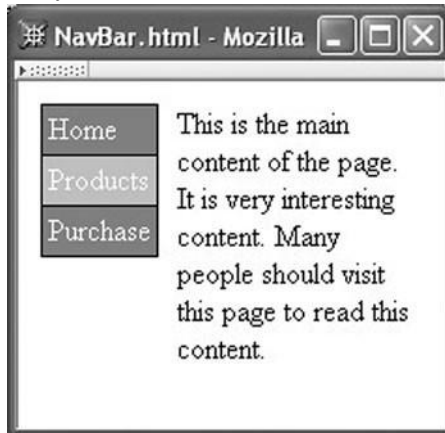 NavBar.html - Mozilla
Home
Products
Purchase
This is the main
content of the page.
It is very interesting
content. Many
people should visit
this page to read this
content.